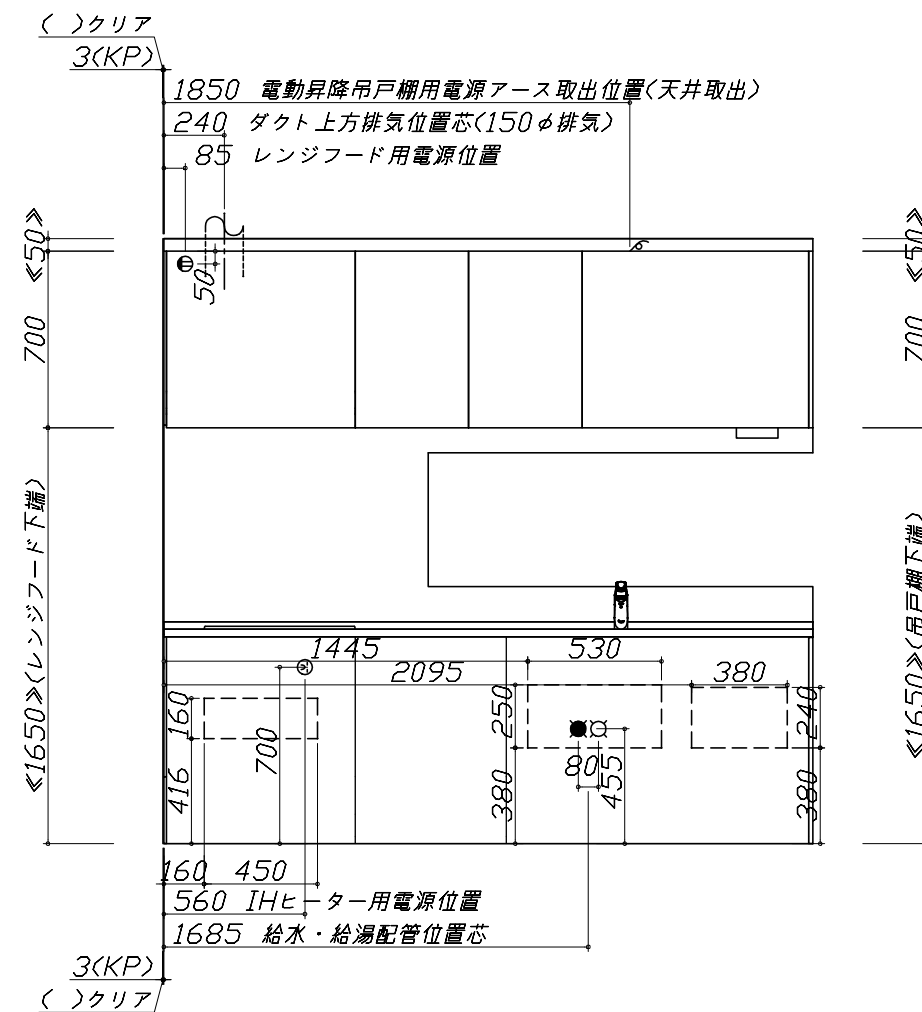 ( )クリア
3(KP)
1850 電動昇降吊戸棚用電源アース取出位置(天井取出)
240 ダクト上方排気位置芯(150φ排気)
85 レンジフード用電源位置
≪50≫
700
50
≪50≫
700
≪1650≫(レンジフード下端)
≪1650≫(吊戸棚下端)
1445
530
2095
380
160
416
700
250
380
80
455
240
380
160
450
560 IHヒーター用電源位置
1685 給水・給湯配管位置芯
3(KP)
( )クリア